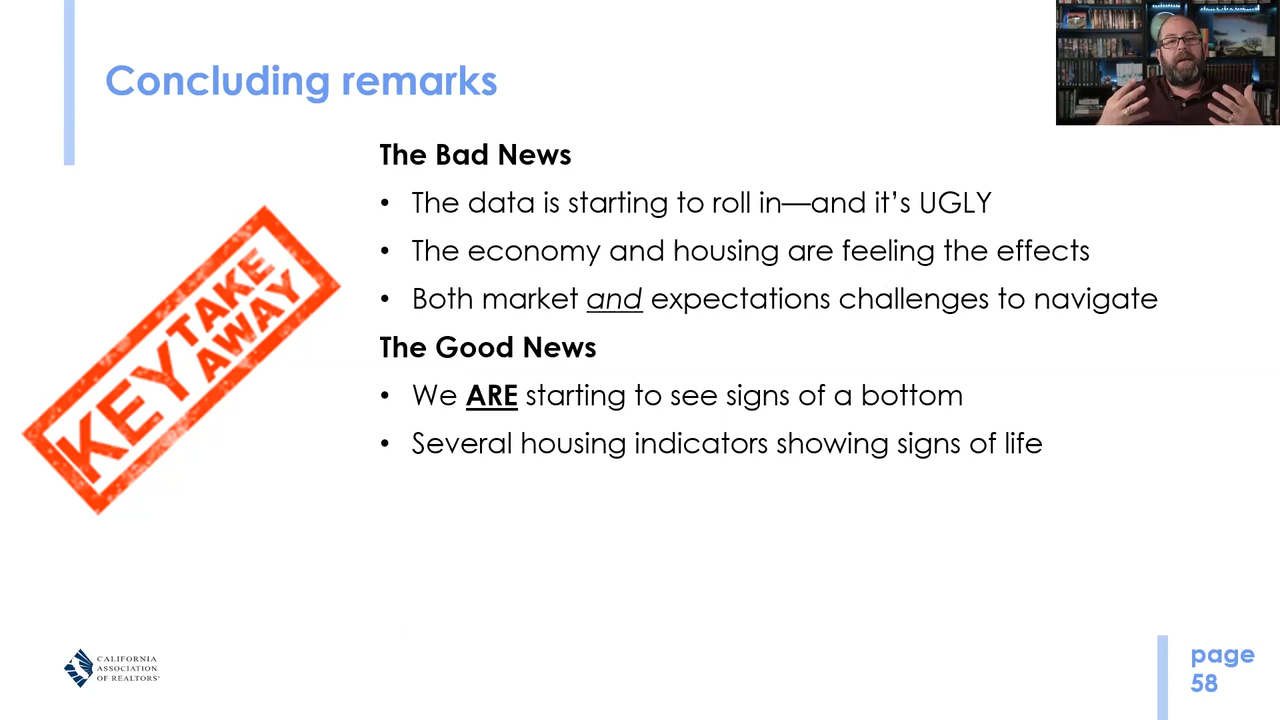 Concluding remarks
The Bad News
• The data is starting to roll in—and it’s UGLY
• The economy and housing are feeling the effects
• Both market and expectations challenges to navigate
The Good News
• We ARE starting to see signs of a bottom
• Several housing indicators showing signs of life
KEY TAKE AWAY
CALIFORNIA
ASSOCIATION
OF REALTORS®
page
58